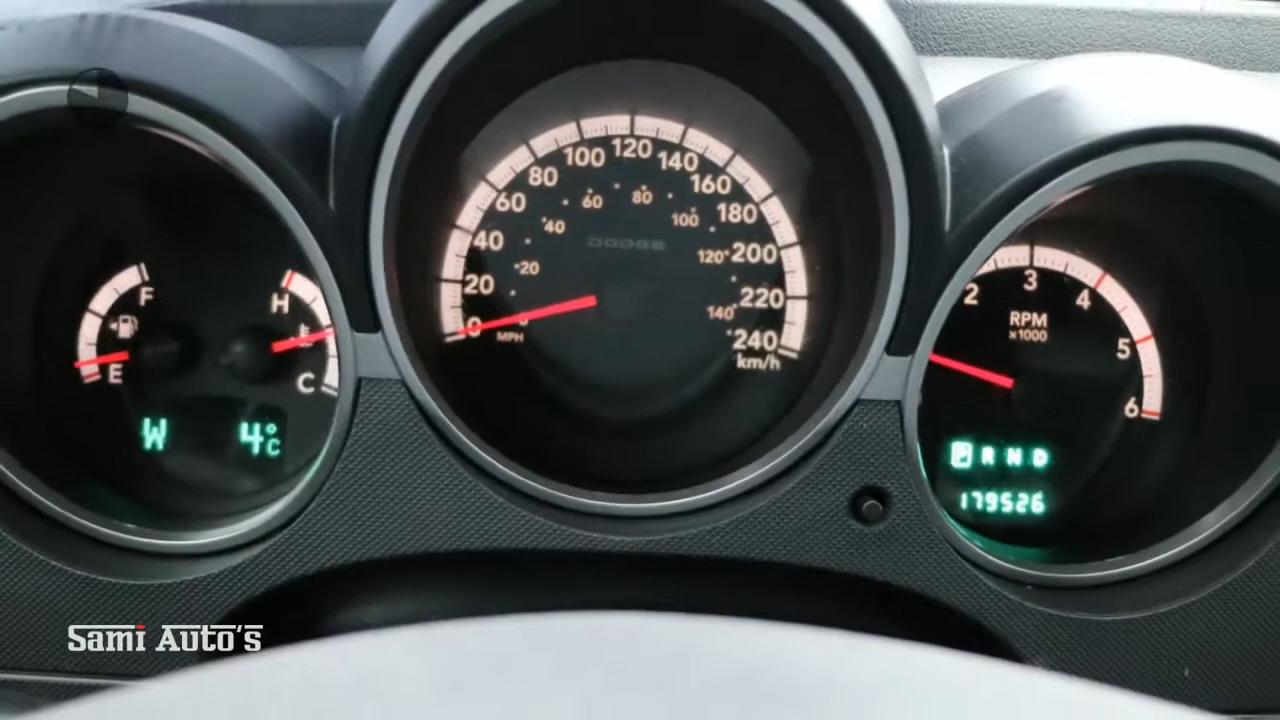 F
E
H
C
W 4°C
0 20 40 60 80 100 120 140 160 180 200 220 240
km/h
20 40 60 80 100 120 140
MPH
DODGE
2 3 4 5 6
RPM
x1000
P R N D
179526
Sami Auto's